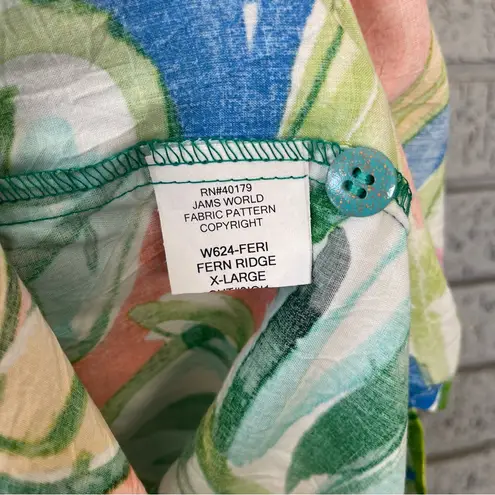 RN#40179
JAMS WORLD
FABRIC PATTERN
COPYRIGHT
W624-FERI
FERN RIDGE
X-LARGE